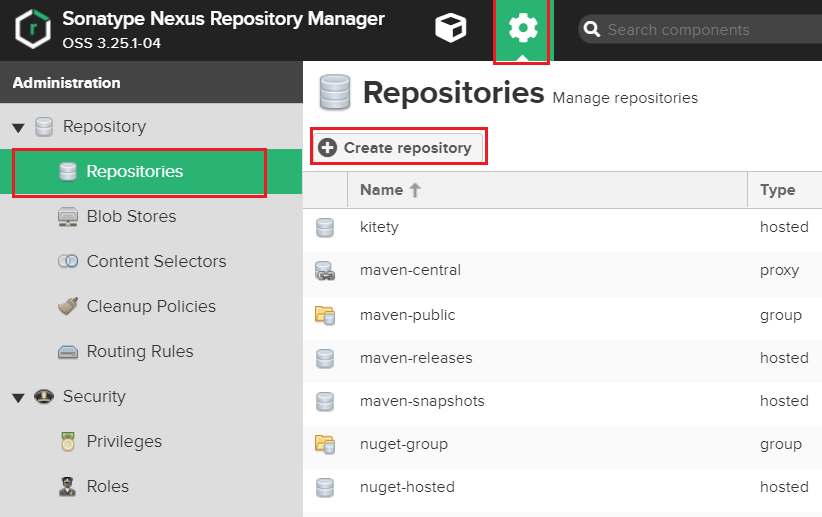 Sonatype Nexus Repository Manager
OSS 3.25.1-04
Search components
Administration
Repository
Repositories
Blob Stores
Content Selectors
Cleanup Policies
Routing Rules
Security
Privileges
Roles
Repositories Manage repositories
Create repository
Name Type
kitety hosted
maven-central proxy
maven-public group
maven-releases hosted
maven-snapshots hosted
nuget-group group
nuget-hosted hosted